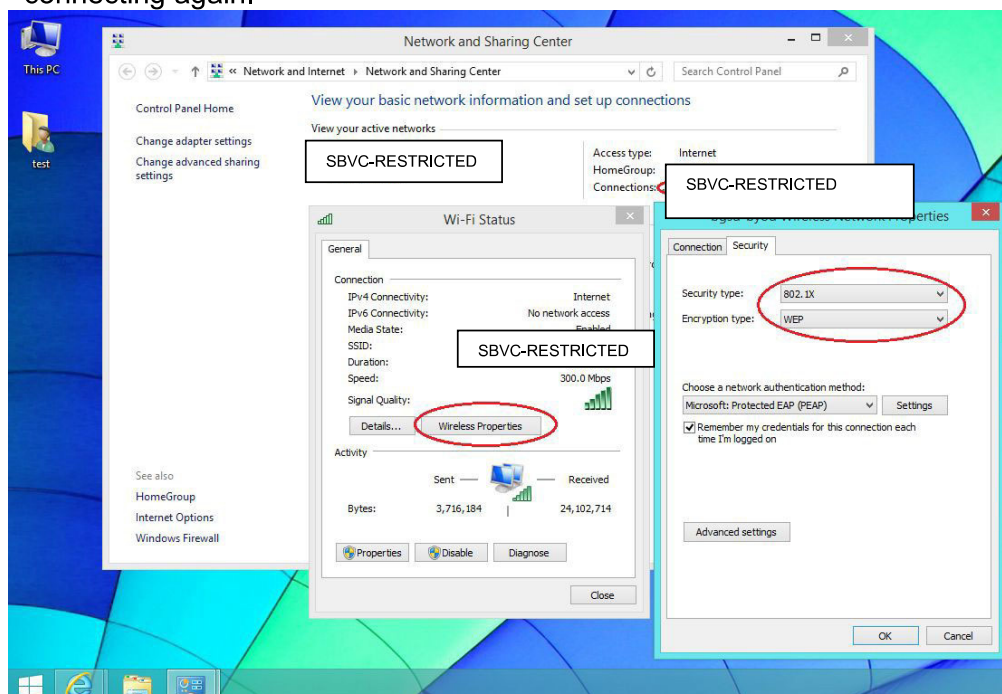 connecting again.
This PC
test
Network and Sharing Center
« Network and Internet › Network and Sharing Center
Search Control Panel
Control Panel Home
Change adapter settings
Change advanced sharing
settings
See also
HomeGroup
Internet Options
Windows Firewall
View your basic network information and set up connections
View your active networks
SBVC-RESTRICTED
Access type: Internet
HomeGroup:
Connections:
SBVC-RESTRICTED
Wi-Fi Status
General
Connection
IPv4 Connectivity: Internet
IPv6 Connectivity: No network access
Media State: Enabled
SSID:
SBVC-RESTRICTED
Duration:
Speed: 300.0 Mbps
Signal Quality:
Details... Wireless Properties
Activity
Sent Received
Bytes: 3,716,184 24,102,714
Properties Disable Diagnose
Close
Wireless Network Properties
Connection Security
Security type: 802.1X
Encryption type: WEP
Choose a network authentication method:
Microsoft: Protected EAP (PEAP) Settings
Remember my credentials for this connection each
time I'm logged on
Advanced settings
OK Cancel